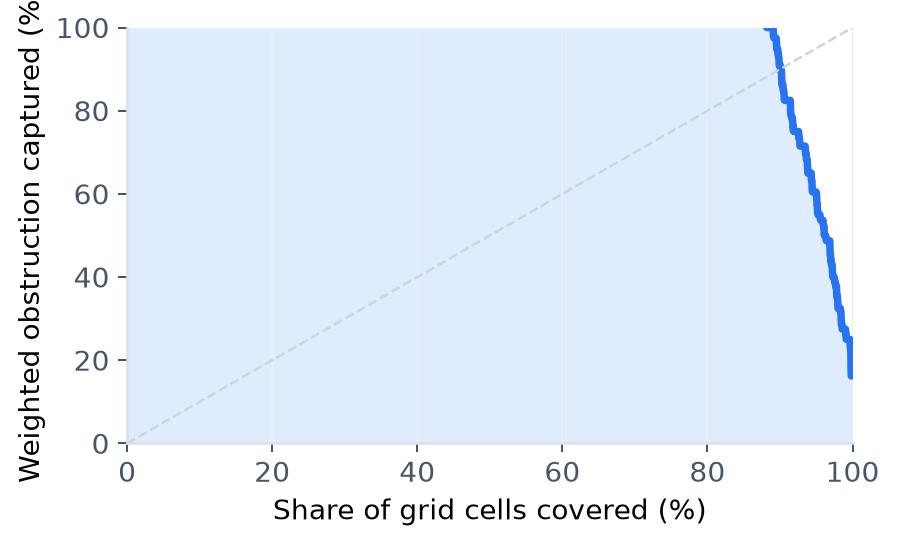 Weighted obstruction captured (%
100
80
60
40
20
0
0 20 40 60 80 100
Share of grid cells covered (%)